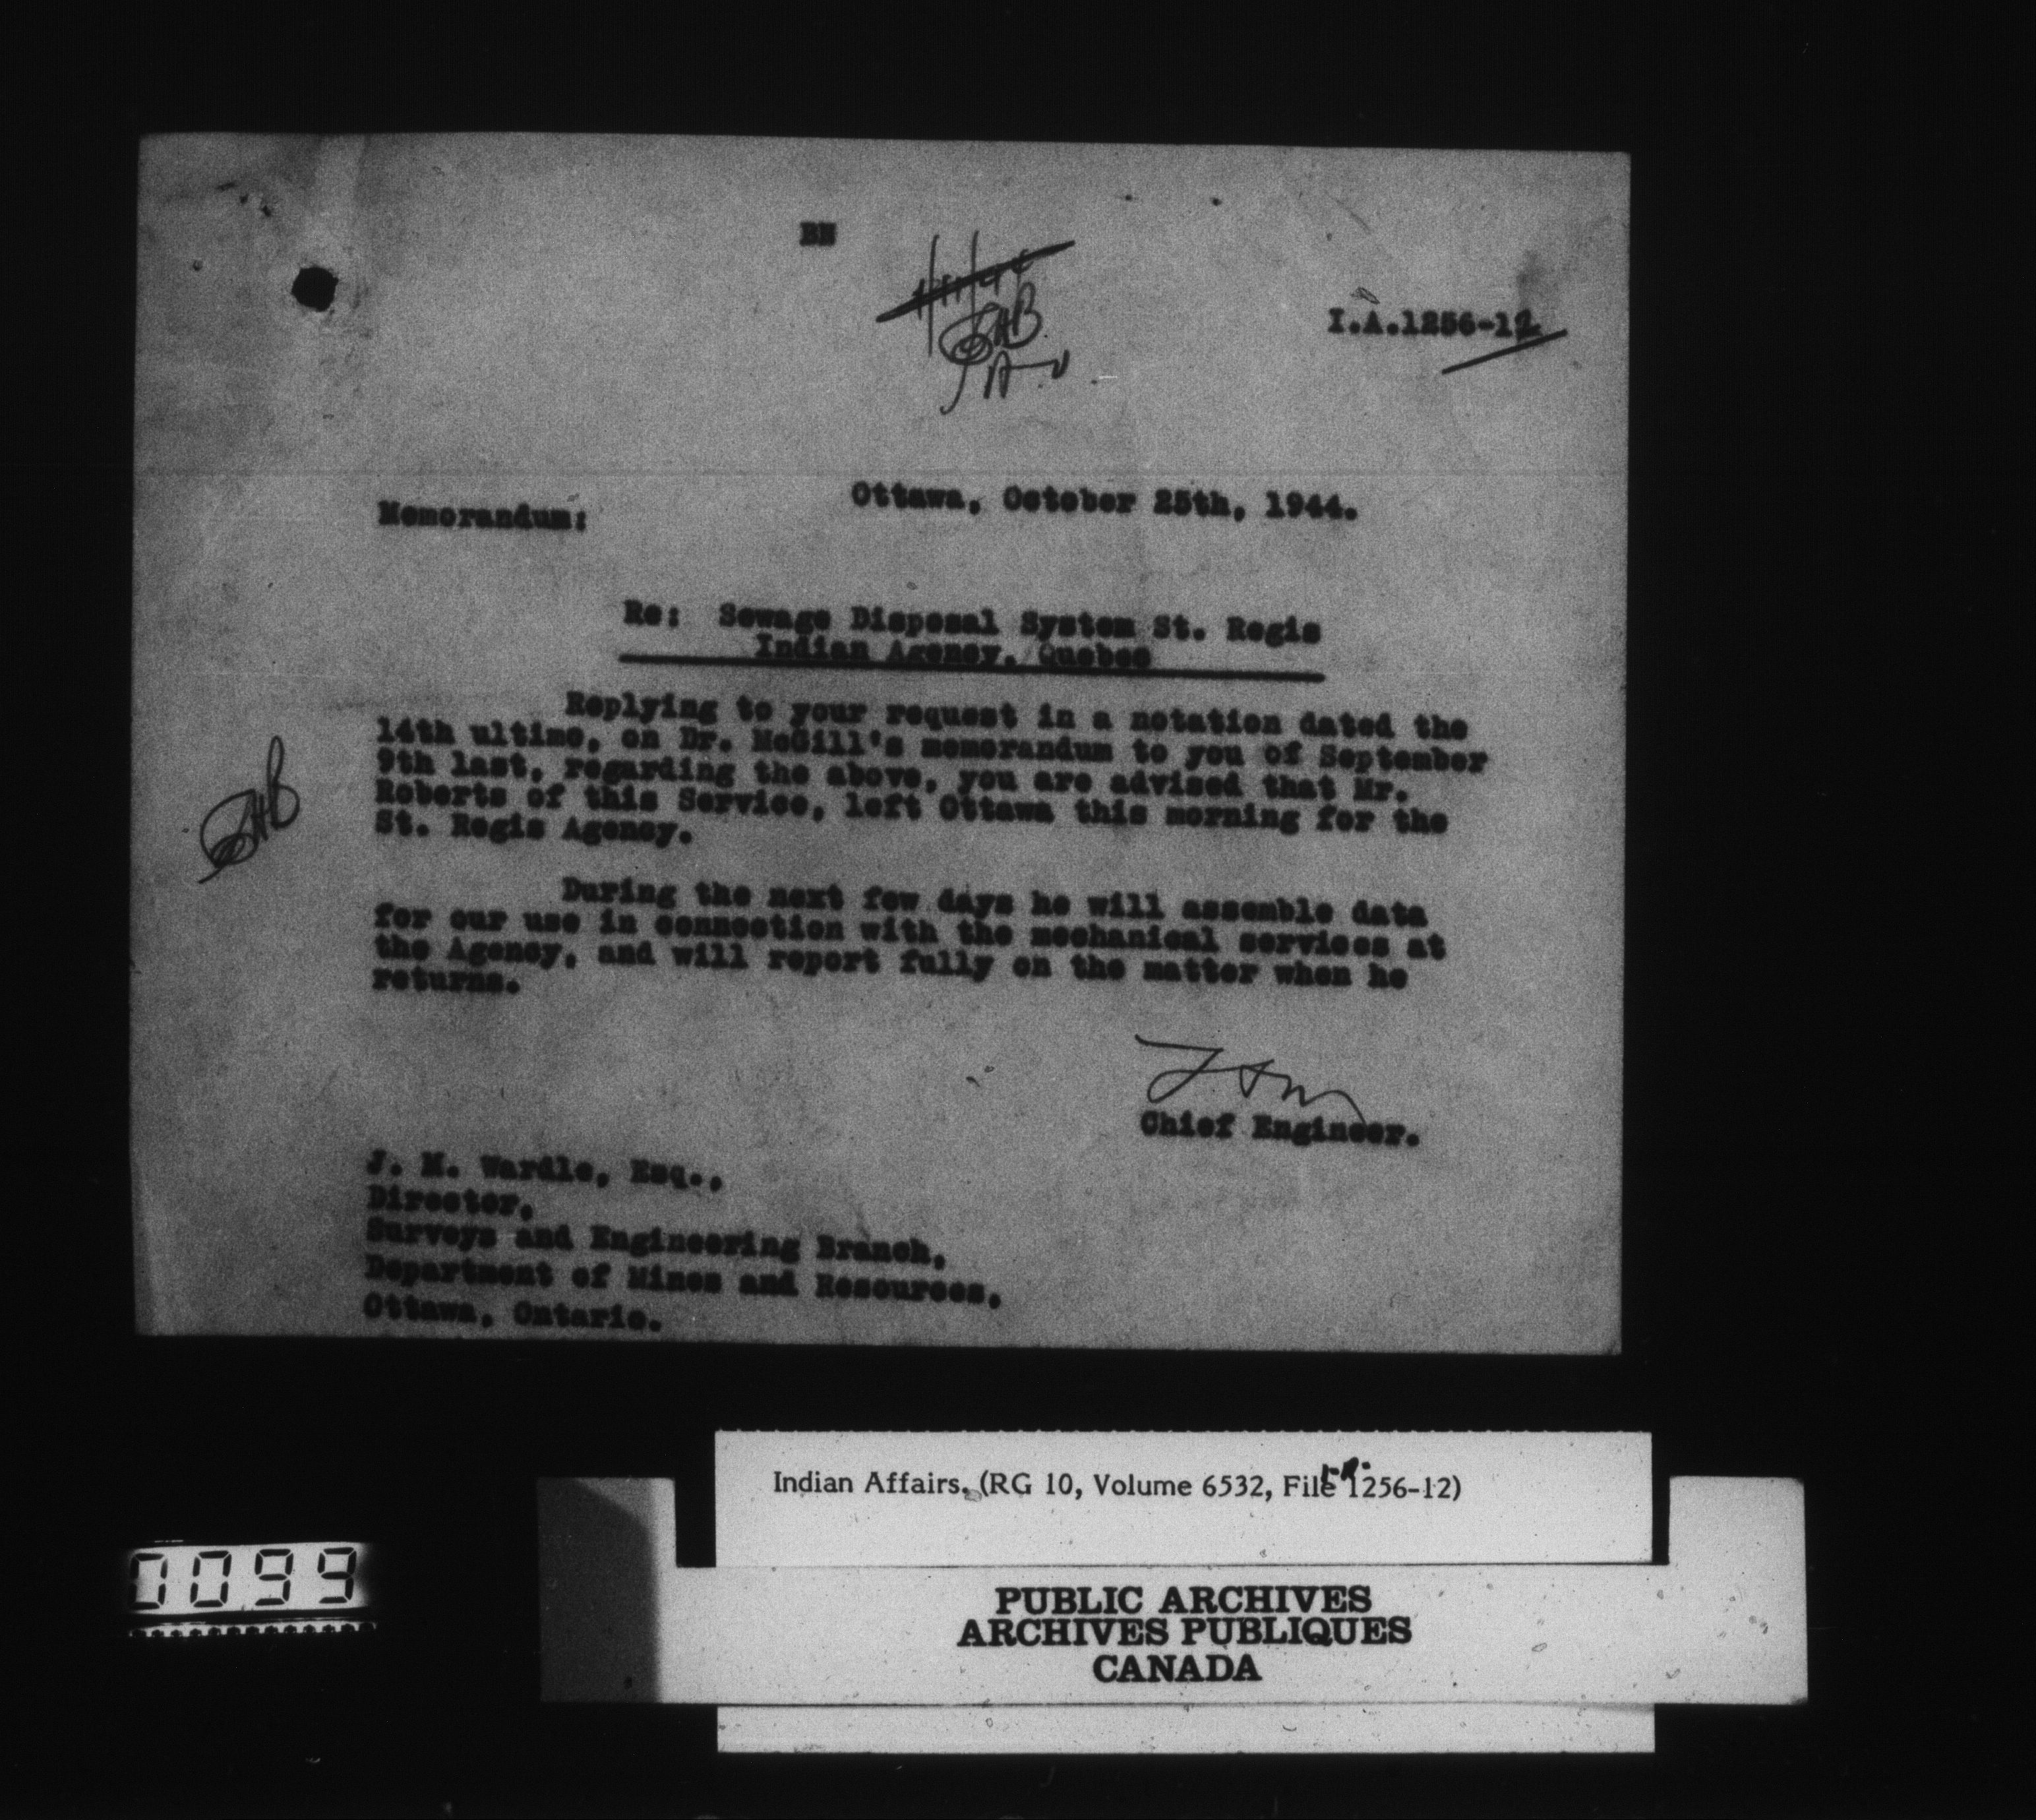 BN
1/11/44
I.A.1256-12
Ottawa, October 25th, 1944.
Memorandum:
Re: Sewage Disposal System St. Regis
Indian Agency, Quebec
Replying to your request in a notation dated the
14th ultimo, on Dr. McGill's memorandum to you of September
9th last, regarding the above, you are advised that Mr.
Roberts of this Service, left Ottawa this morning for the
St. Regis Agency.
During the next few days he will assemble data
for our use in connection with the mechanical services at
the Agency, and will report fully on the matter when he
returns.
Chief Engineer.
J. M. Wardle, Esq.,
Director,
Surveys and Engineering Branch,
Department of Mines and Resources,
Ottawa, Ontario.
Indian Affairs. (RG 10, Volume 6532, File 1256-12)
PUBLIC ARCHIVES
ARCHIVES PUBLIQUES
CANADA
0099